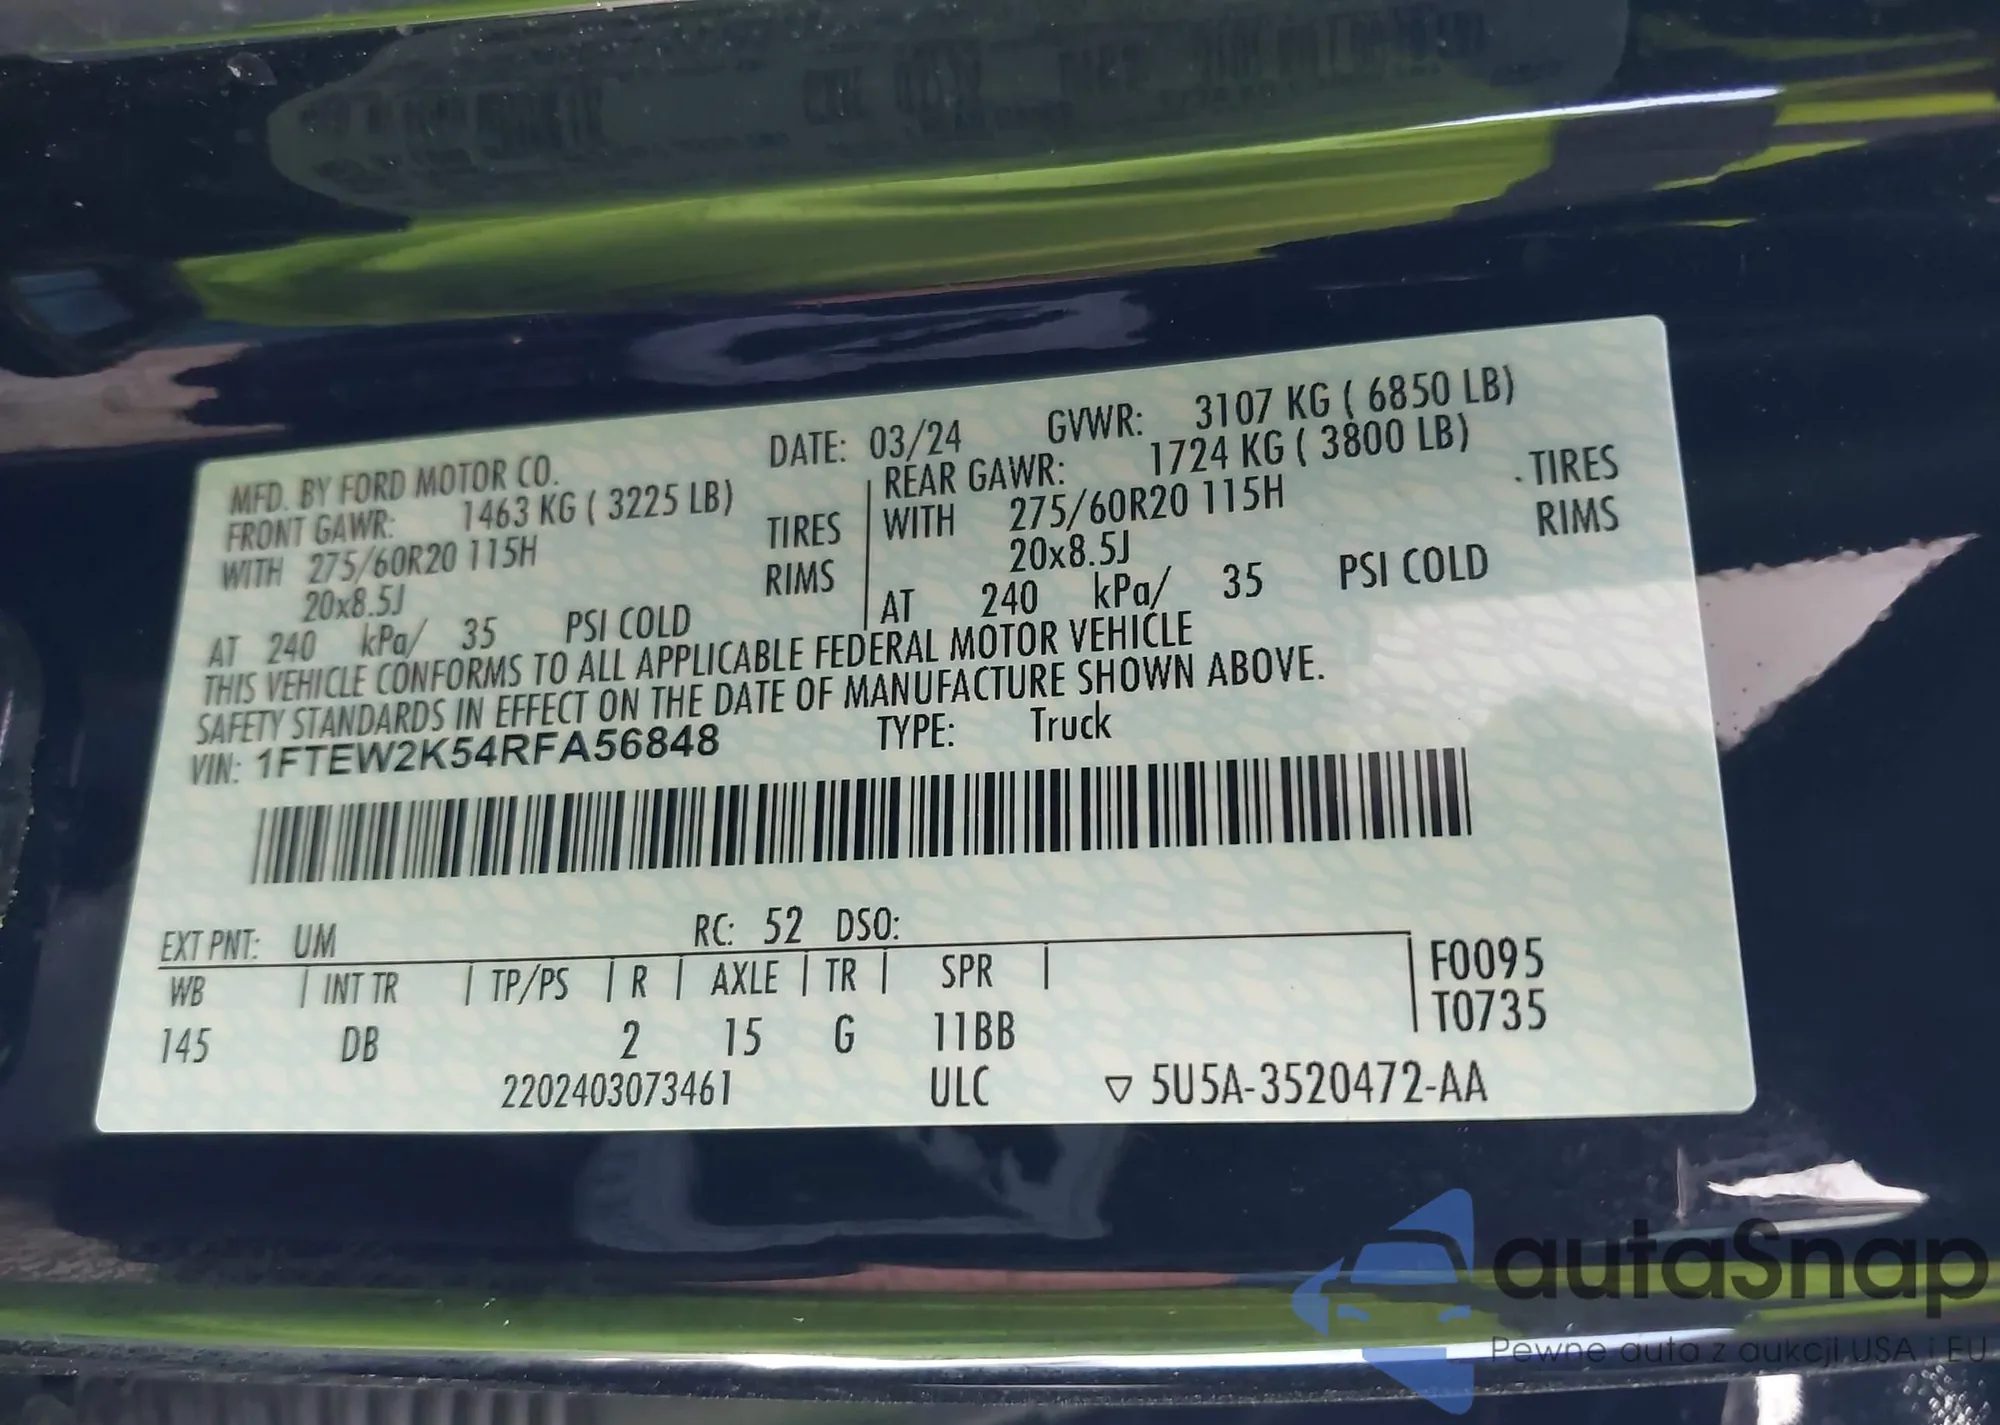 MFD. BY FORD MOTOR CO. DATE: 03/24 GVWR: 3107 KG ( 6850 LB)
FRONT GAWR: 1463 KG ( 3225 LB) REAR GAWR: 1724 KG ( 3800 LB)
WITH 275/60R20 115H TIRES WITH 275/60R20 115H TIRES
20x8.5J RIMS 20x8.5J RIMS
AT 240 kPa/ 35 PSI COLD AT 240 kPa/ 35 PSI COLD
THIS VEHICLE CONFORMS TO ALL APPLICABLE FEDERAL MOTOR VEHICLE
SAFETY STANDARDS IN EFFECT ON THE DATE OF MANUFACTURE SHOWN ABOVE.
VIN: 1FTEW2K54RFA56848 TYPE: Truck
EXT PNT: UM RC: 52 DSO:
WB INT TR TP/PS R AXLE TR SPR F0095
145 DB 2 15 G 11BB T0735
2202403073461 ULC ▽ 5U5A-3520472-AA
autaSnap
Pewne auta z aukcji USA i EU